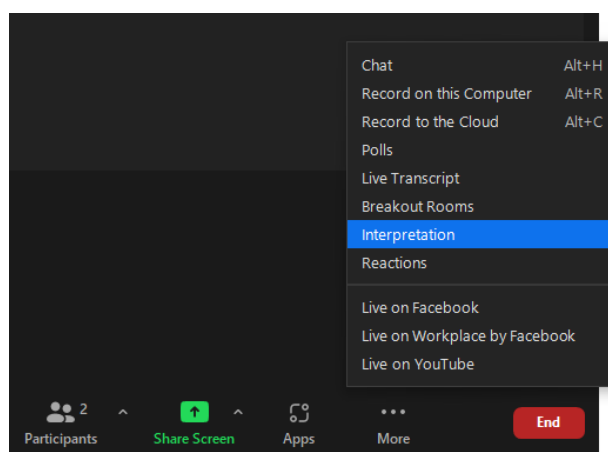 Chat Alt+H
Record on this Computer Alt+R
Record to the Cloud Alt+C
Polls
Live Transcript
Breakout Rooms
Interpretation
Reactions
Live on Facebook
Live on Workplace by Facebook
Live on YouTube
2
Participants Share Screen Apps More End